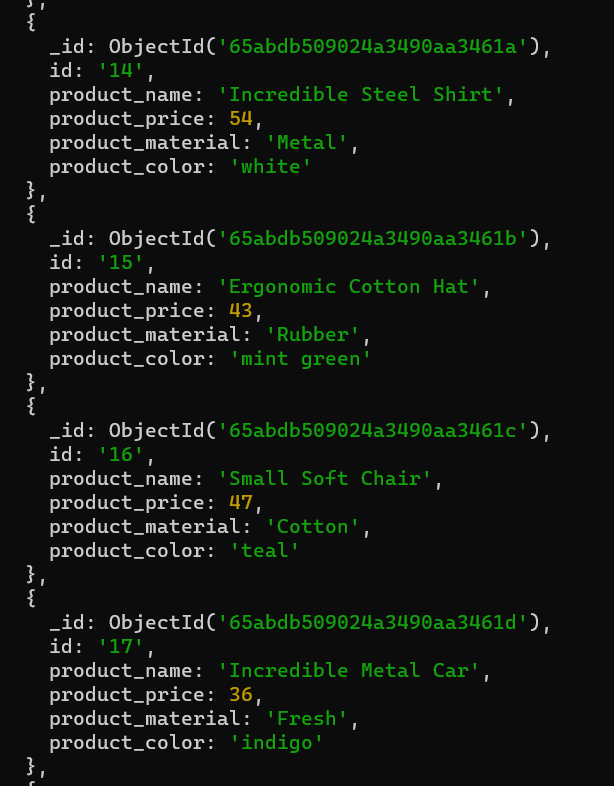 },
{
_id: ObjectId('65abdb509024a3490aa3461a'),
id: '14',
product_name: 'Incredible Steel Shirt',
product_price: 54,
product_material: 'Metal',
product_color: 'white'
},
{
_id: ObjectId('65abdb509024a3490aa3461b'),
id: '15',
product_name: 'Ergonomic Cotton Hat',
product_price: 43,
product_material: 'Rubber',
product_color: 'mint green'
},
{
_id: ObjectId('65abdb509024a3490aa3461c'),
id: '16',
product_name: 'Small Soft Chair',
product_price: 47,
product_material: 'Cotton',
product_color: 'teal'
},
{
_id: ObjectId('65abdb509024a3490aa3461d'),
id: '17',
product_name: 'Incredible Metal Car',
product_price: 36,
product_material: 'Fresh',
product_color: 'indigo'
},
{